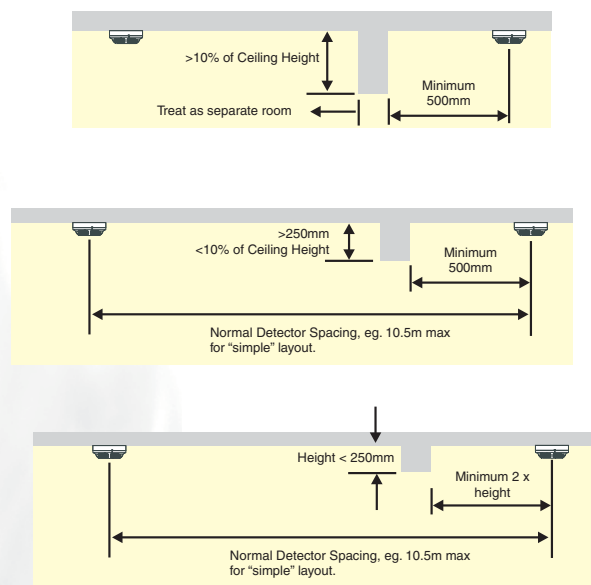 >10% of Ceiling Height
Minimum
500mm
Treat as separate room
>250mm
<10% of Ceiling Height
Minimum
500mm
Normal Detector Spacing, eg. 10.5m max
for “simple” layout.
Height < 250mm
Minimum 2 x
height
Normal Detector Spacing, eg. 10.5m max
for “simple” layout.